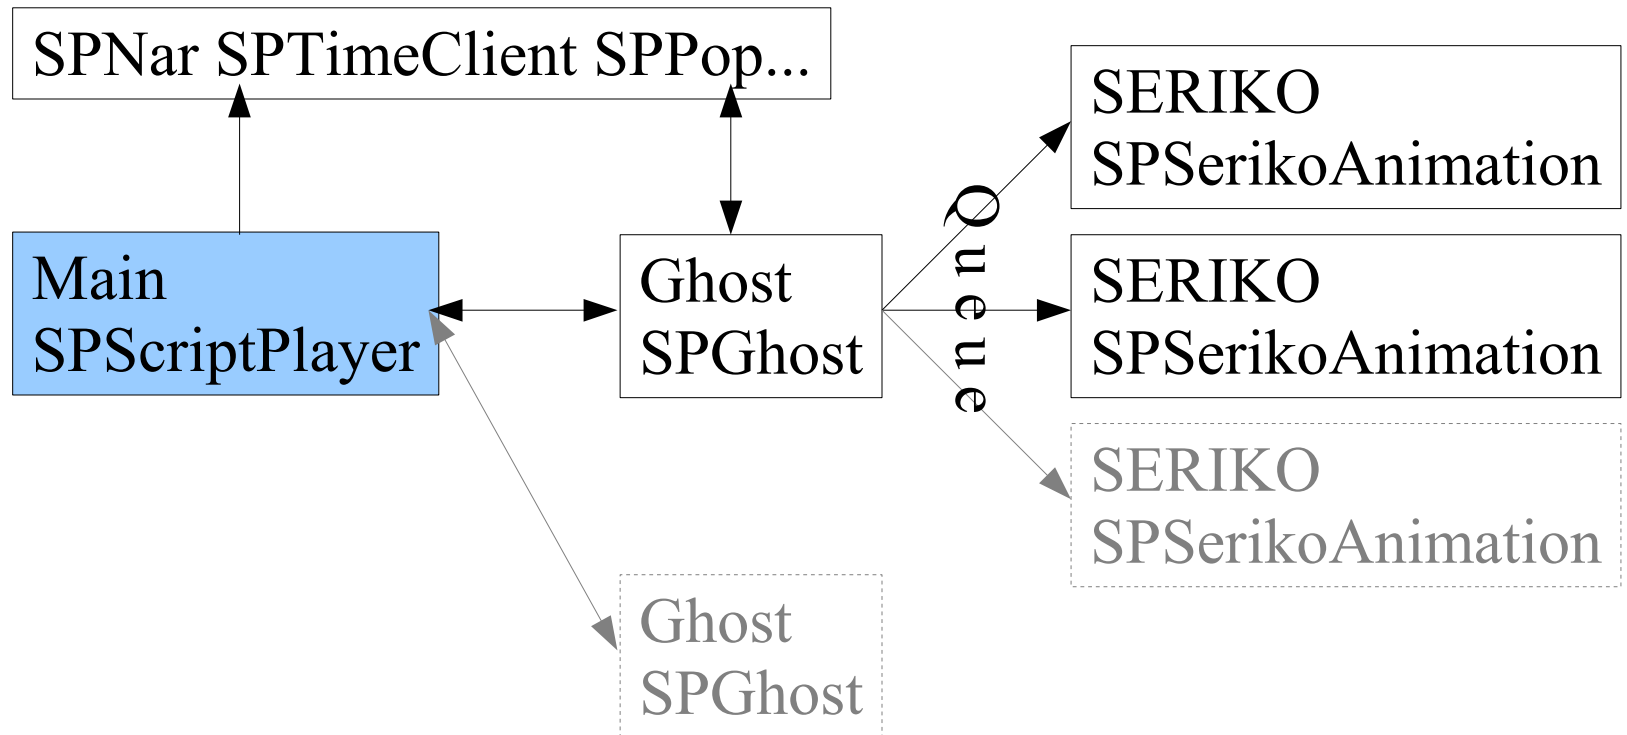 SPNar SPTimeClient SPPop...
Main
SPScriptPlayer
Ghost
SPGhost
Queue
SERIKO
SPSerikoAnimation
SERIKO
SPSerikoAnimation
SERIKO
SPSerikoAnimation
Ghost
SPGhost